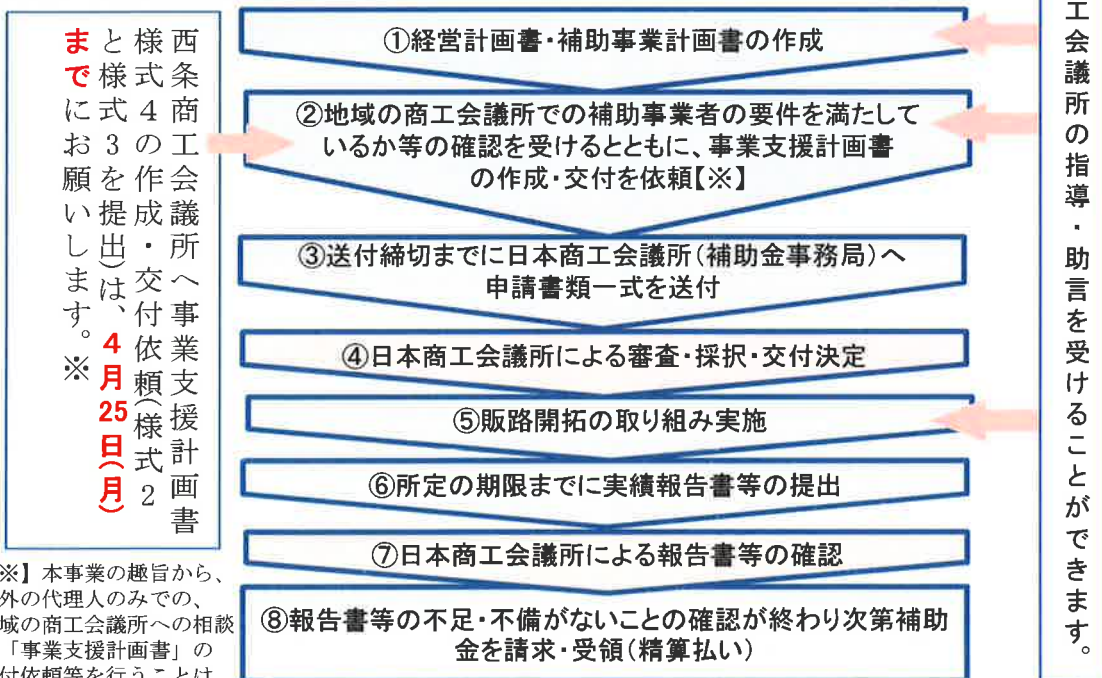 西条商工会議所へ事業支援計画書
様式4の作成・交付依頼(様式2
と様式3を提出)は、4月25日(月)
までにお願いします。※
①経営計画書・補助事業計画書の作成
②地域の商工会議所での補助事業者の要件を満たして
いるか等の確認を受けるとともに、事業支援計画書
の作成・交付を依頼【※】
③送付締切までに日本商工会議所(補助金事務局)へ
申請書類一式を送付
④日本商工会議所による審査・採択・交付決定
⑤販路開拓の取り組み実施
⑥所定の期限までに実績報告書等の提出
⑦日本商工会議所による報告書等の確認
⑧報告書等の不足・不備がないことの確認が終わり次第補助
金を請求・受領(精算払い)
工会議所の指導・助言を受けることができます。
※】本事業の趣旨から、
外の代理人のみでの、
域の商工会議所への相談
「事業支援計画書」の
付依頼等を行うことは